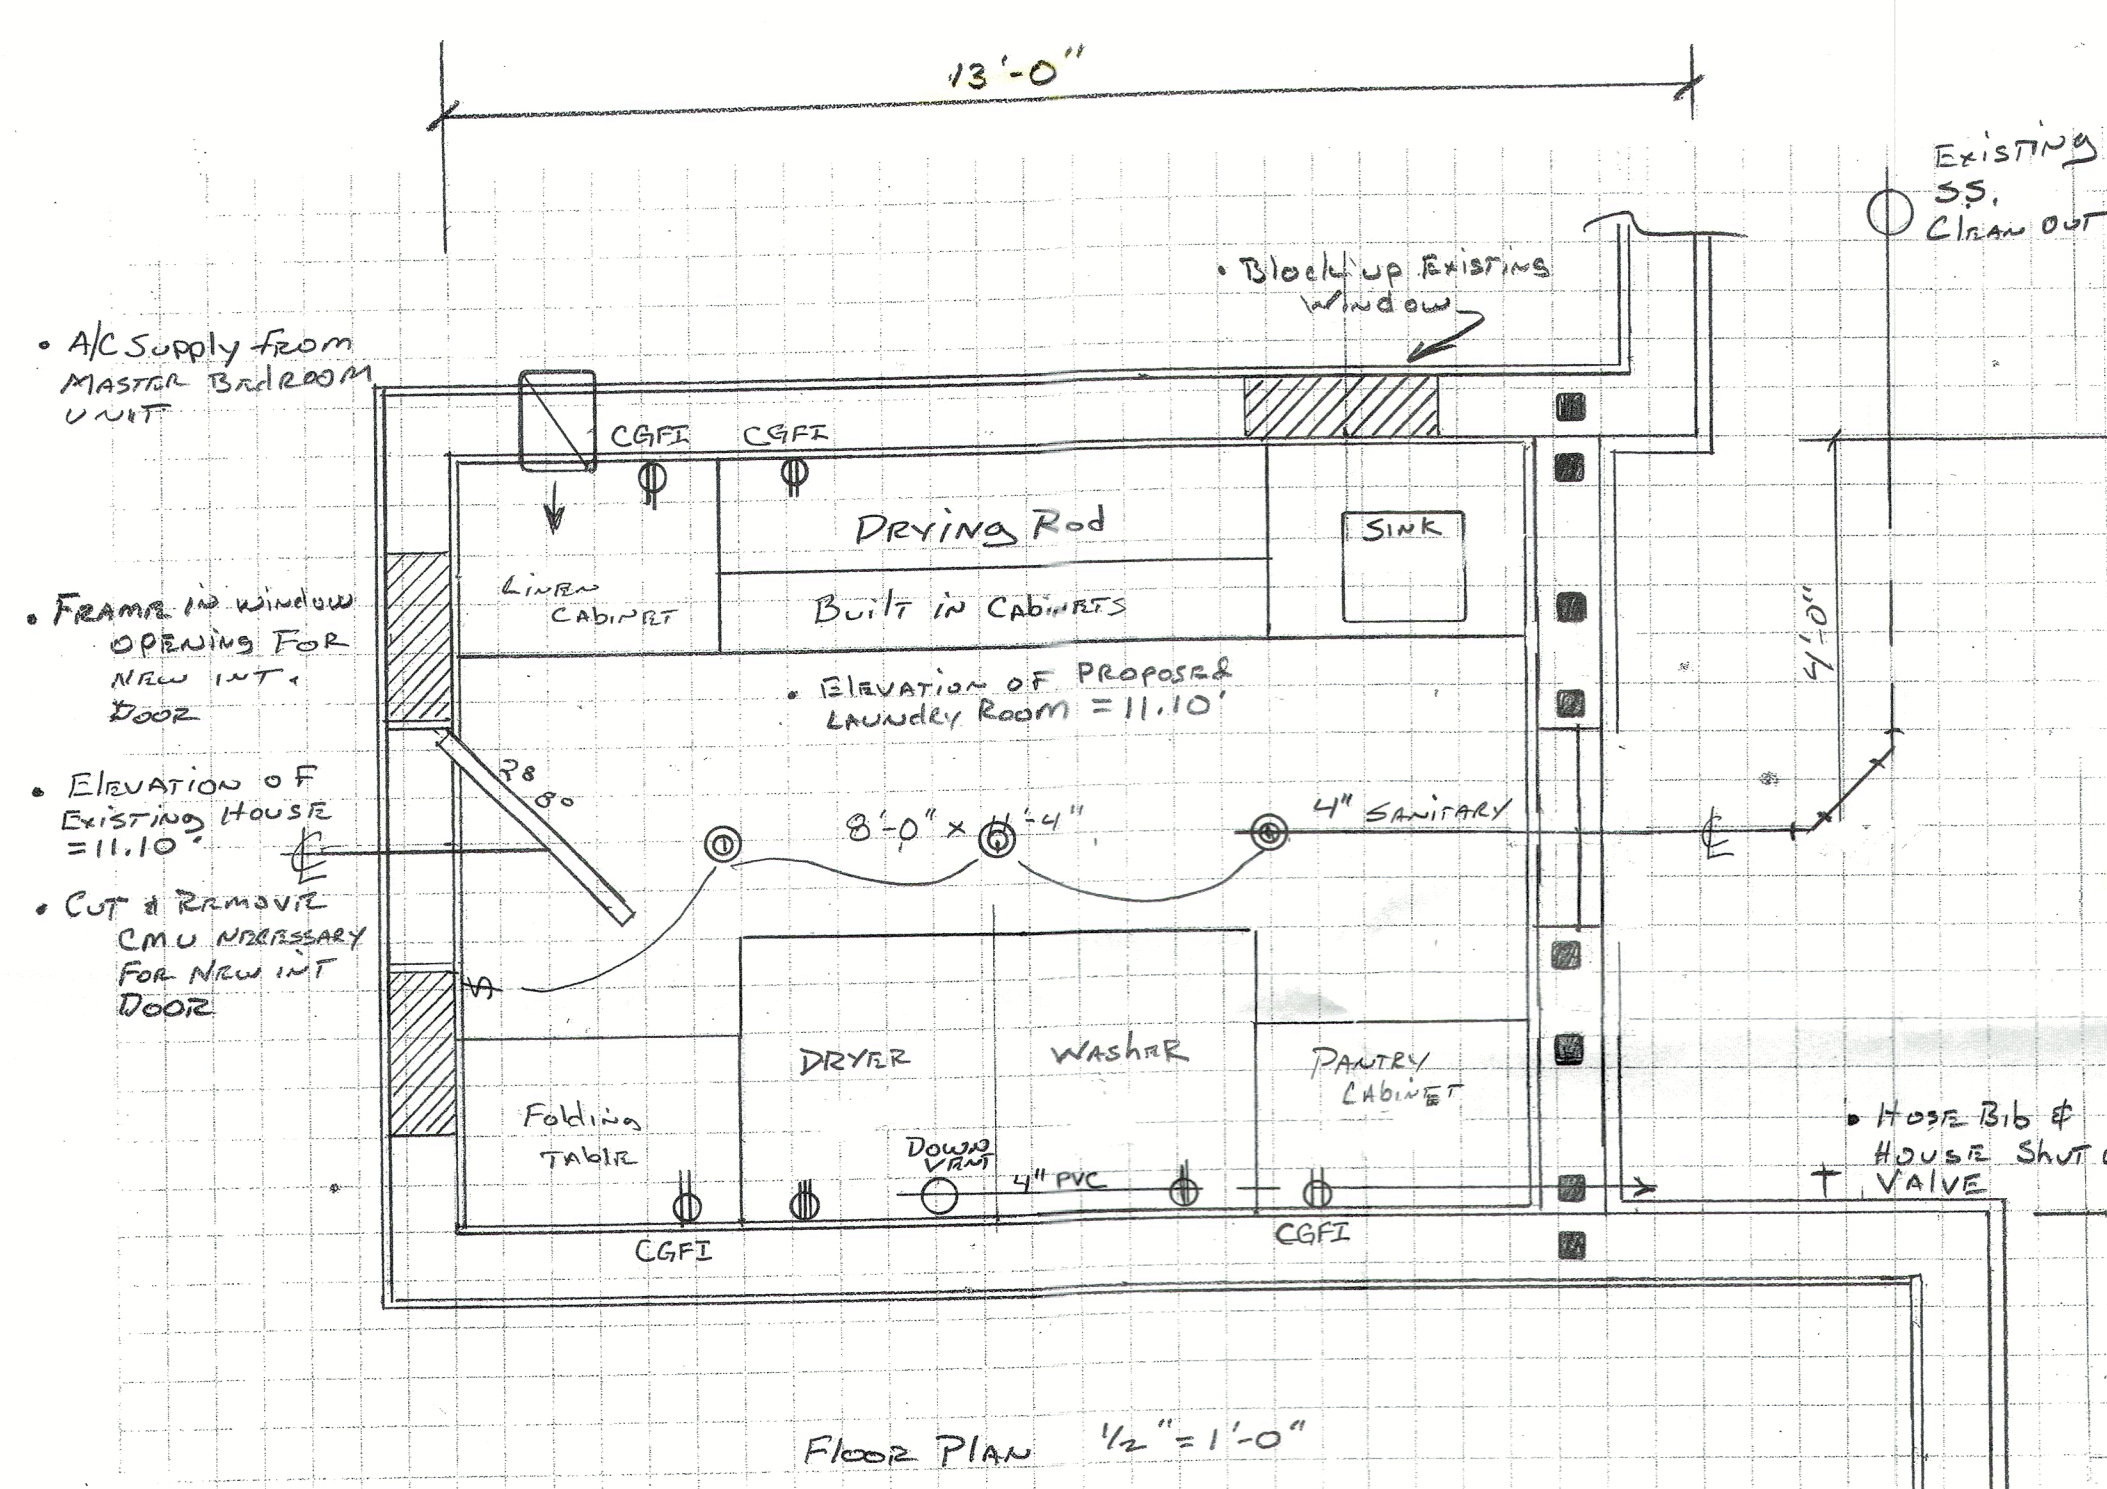 13'-0"
Existing
S.S.
Clean Out
• Block up Existing
Window
• A/C Supply from
Master Bedroom
Unit
CGFI
CGFI
Drying Rod
Sink
Linen
Cabinet
Built in Cabinets
4'-0"
• Frame in window
opening for
new int.
Door
• Elevation of Proposed
Laundry Room = 11.10'
28
80
• Elevation of
Existing House
= 11.10'
℄
8'-0" x 11'-4"
4" Sanitary
℄
• Cut & Remove
CMU necessary
for new int
Door
S
Dryer
Washer
Pantry
Cabinet
Folding
Table
Down
Vent
4" PVC
• Hose Bib &
House Shut
Valve
CGFI
CGFI
Floor Plan 1/2" = 1'-0"